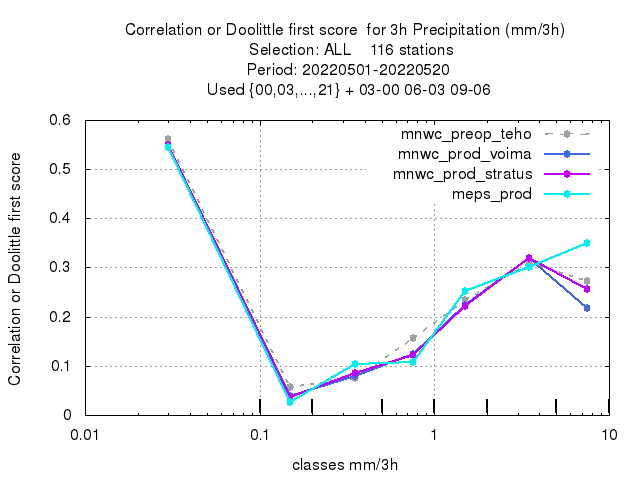 Correlation or Doolittle first score  for 3h Precipitation (mm/3h)
Selection: ALL    116 stations
Period: 20220501-20220520
Used {00,03,...,21} + 03-00 06-03 09-06
Correlation or Doolittle first score
0.6
0.5
0.4
0.3
0.2
0.1
0
mnwc_preop_teho
mnwc_prod_voima
mnwc_prod_stratus
meps_prod
0.01 0.1 1 10
classes mm/3h